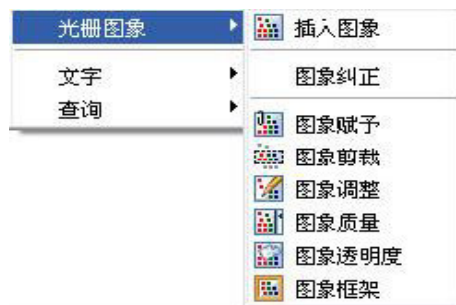 光栅图象
文字
查询
插入图象
图象纠正
图象赋予
图象剪裁
图象调整
图象质量
图象透明度
图象框架